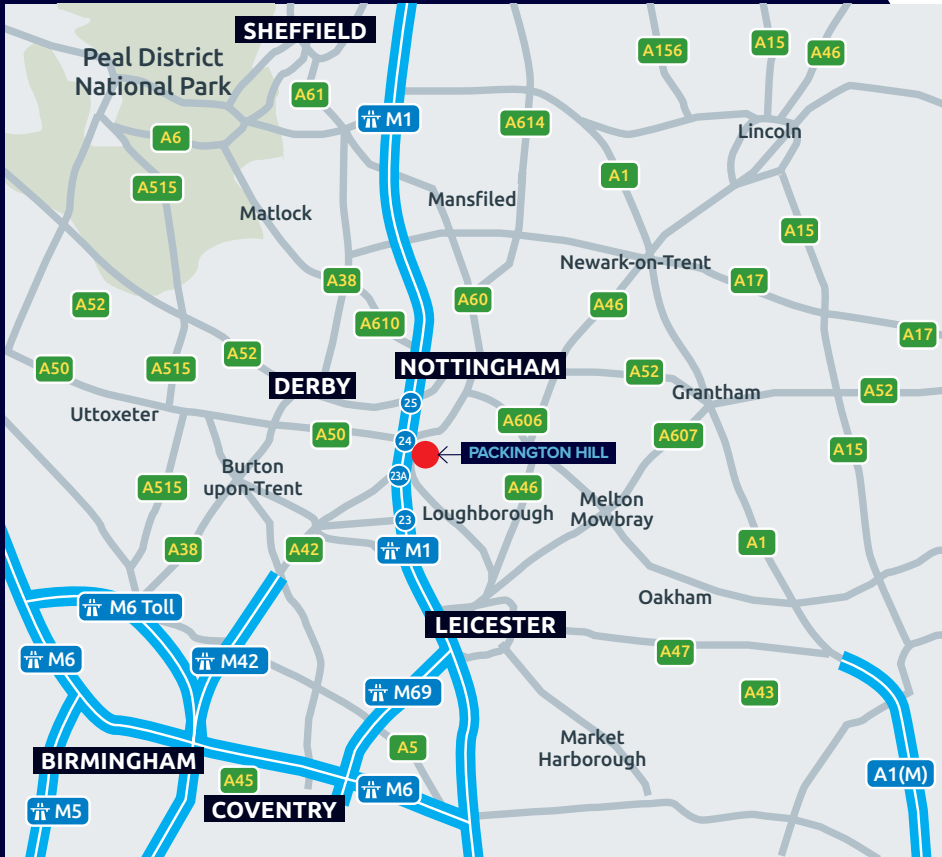 SHEFFIELD
A156
A15
A46
Peal District
National Park
A61
M1
A614
Lincoln
A6
A1
A515
Mansfiled
Matlock
A15
Newark-on-Trent
A38
A17
A52
A60
A46
A610
A17
A52
A50
A515
NOTTINGHAM
A52
DERBY
Grantham
A52
25
Uttoxeter
A606
A50
24
A607
PACKINGTON HILL
A15
Burton
upon-Trent
23A
A515
A46
Melton
Mowbray
Loughborough
23
A38
A42
M1
A1
M6 Toll
Oakham
LEICESTER
M6
M42
A47
M69
A43
Market
Harborough
A5
BIRMINGHAM
A45
M6
A1(M)
COVENTRY
M5